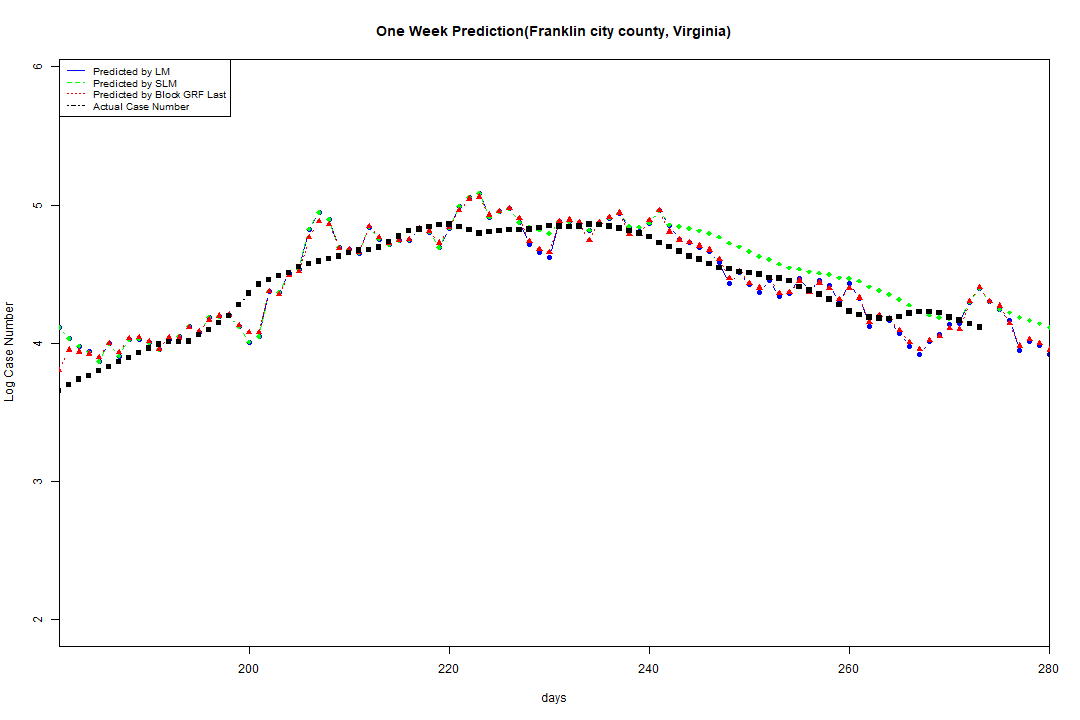 One Week Prediction(Franklin city county, Virginia)
6
Predicted by LM
Predicted by SLM
Predicted by Block GRF Last
Actual Case Number
5
4
3
2
Log Case Number
200 220 240 260 280
days